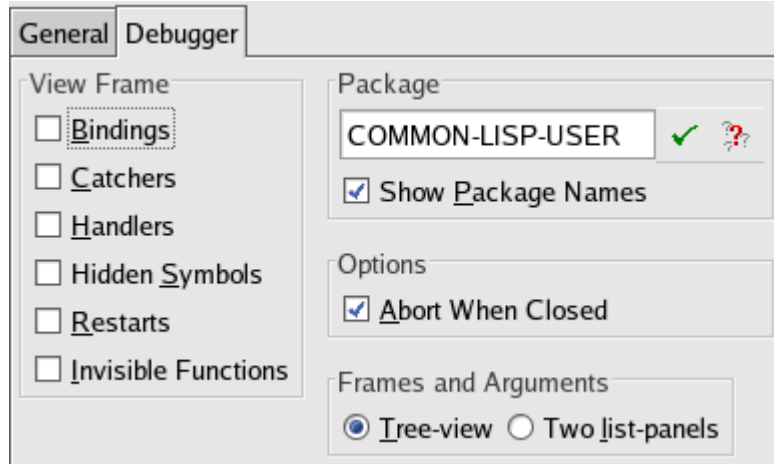 General Debugger
View Frame
Bindings
Catchers
Handlers
Hidden Symbols
Restarts
Invisible Functions
Package
COMMON-LISP-USER
Show Package Names
Options
Abort When Closed
Frames and Arguments
Tree-view Two list-panels